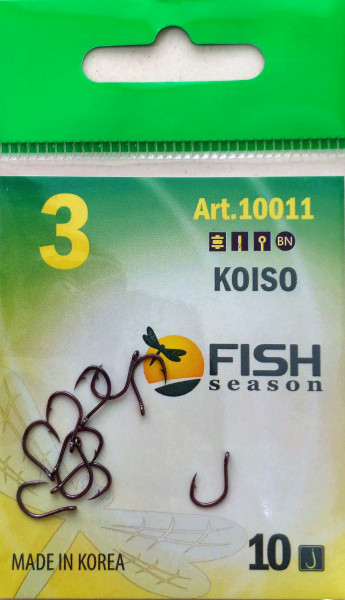 3
Art.10011
BN
KOISO
FISH
season
MADE IN KOREA
10